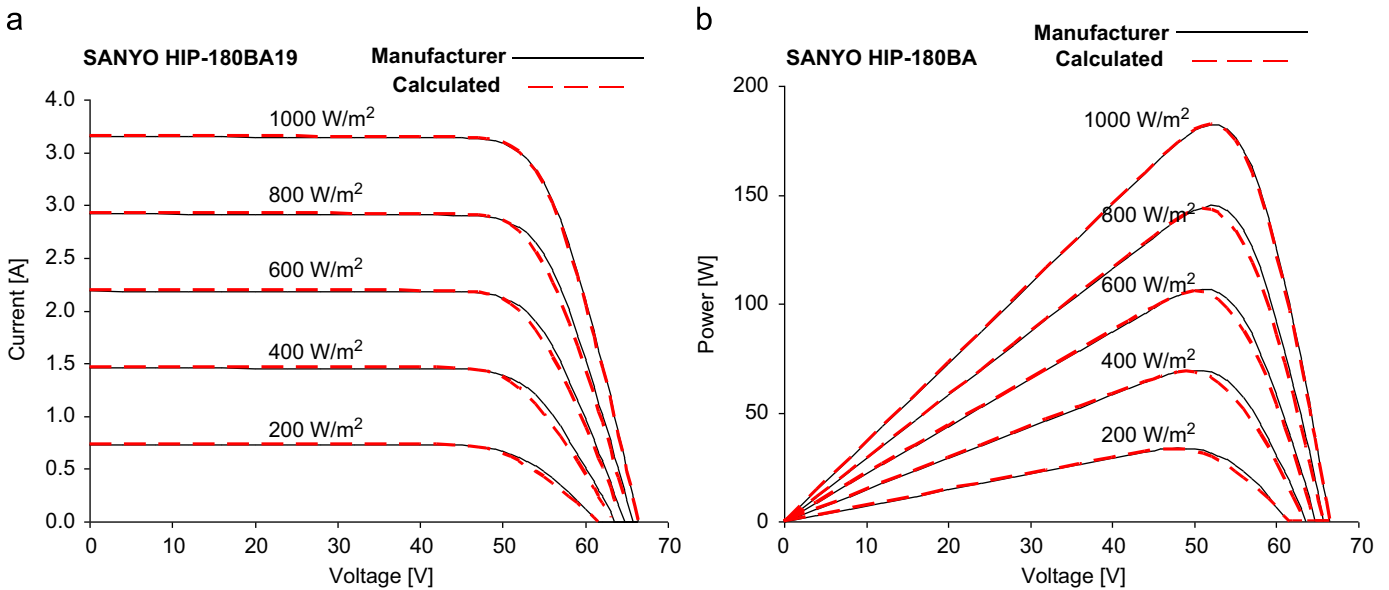 a
SANYO HIP-180BA19
Manufacturer
Calculated
4.0
3.0
3.0
2.5
2.0
1.5
1.0
0.5
0.0
Current [A]
1000 W/m²
800 W/m²
600 W/m²
400 W/m²
200 W/m²
0 10 20 30 40 50 60 70
Voltage [V]
b
SANYO HIP-180BA
Manufacturer
Calculated
200
150
100
50
0
Power [W]
1000 W/m²
800 W/m²
600 W/m²
400 W/m²
200 W/m²
0 10 20 30 40 50 60 70
Voltage [V]